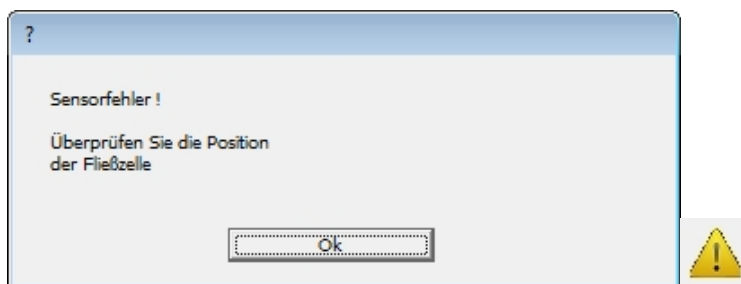 ?
Sensorfehler !
Überprüfen Sie die Position
der Fließzelle
Ok